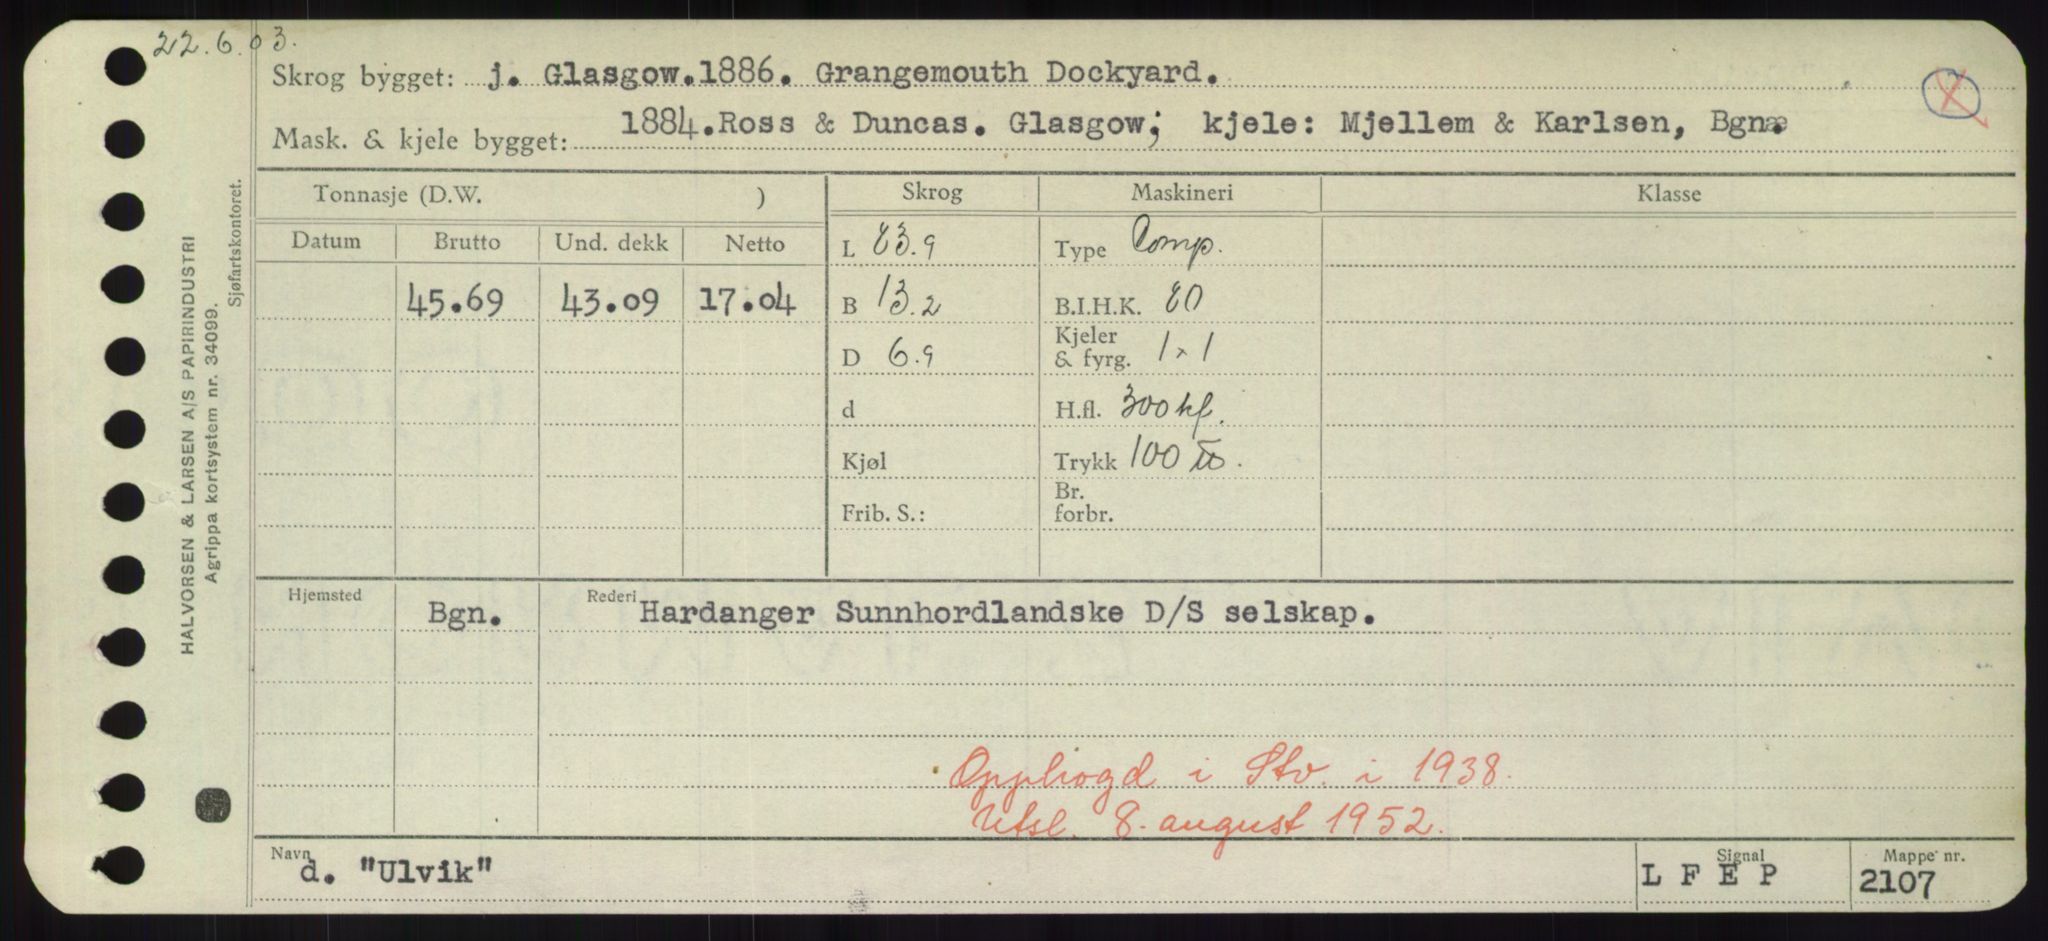 22.6.03.
Skrog bygget: j. Glasgow.1886. Grangemouth Dockyard.
X
Mask. & kjele bygget: 1884.Ross & Duncas. Glasgow; kjele: Mjellem & Karlsen, Bgn.
HALVORSEN & LARSEN A/S PAPIRINDUSTRI
Agrippa kortsystem nr. 34099.
Sjøfartskontoret.
Tonnasje (D.W. ) Skrog Maskineri Klasse
Datum Brutto Und. dekk Netto
L 83.9 Type Comp.
45.69 43.09 17.04 B 13.2 B.I.H.K. 80
D 6.9 Kjeler & fyrg. 1 x 1
d H.fl. 300 kf.
Kjøl Trykk 100 lb.
Frib. S.: Br. forbr.
Hjemsted Bgn. Rederi Hardanger Sunnhordlandske D/S selskap.
Opphogd i Stv. i 1938.
Utsl. 8. august 1952.
Navn d. "Ulvik" Signal L F E P Mappe nr. 2107